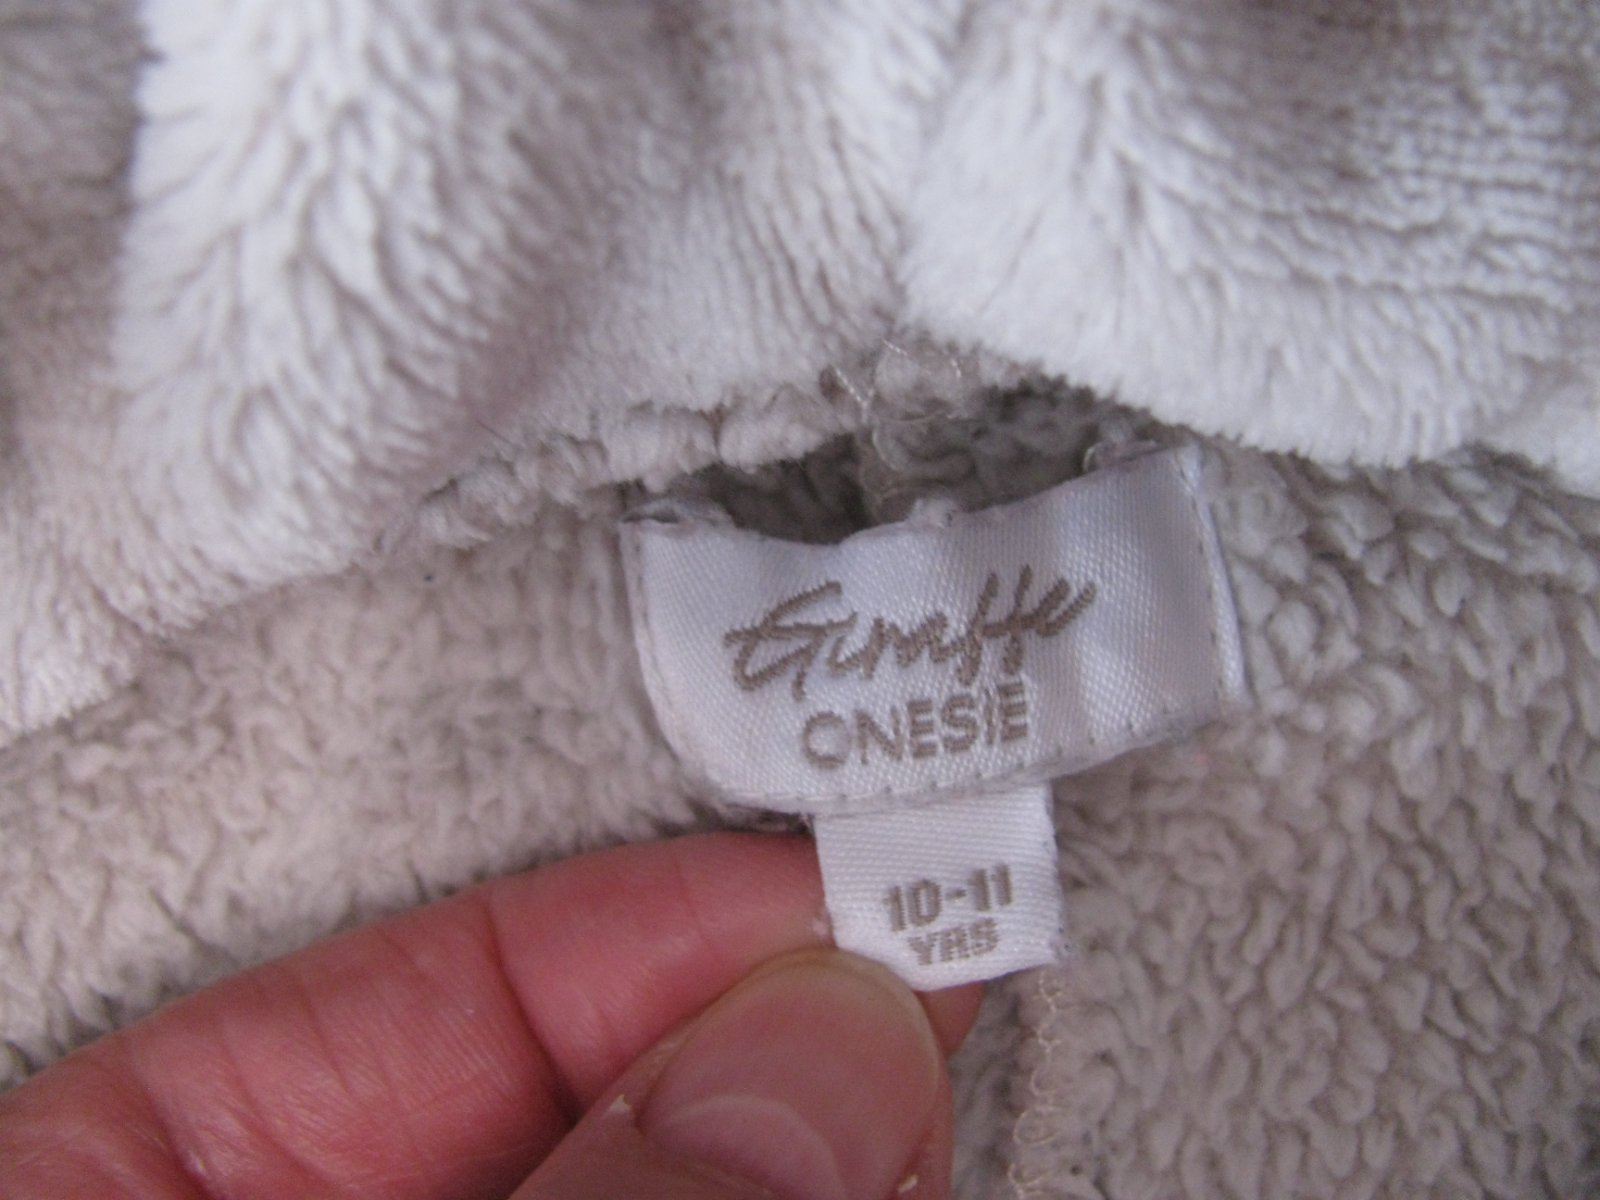 Giraffe
ONESIE
10-11
YRS